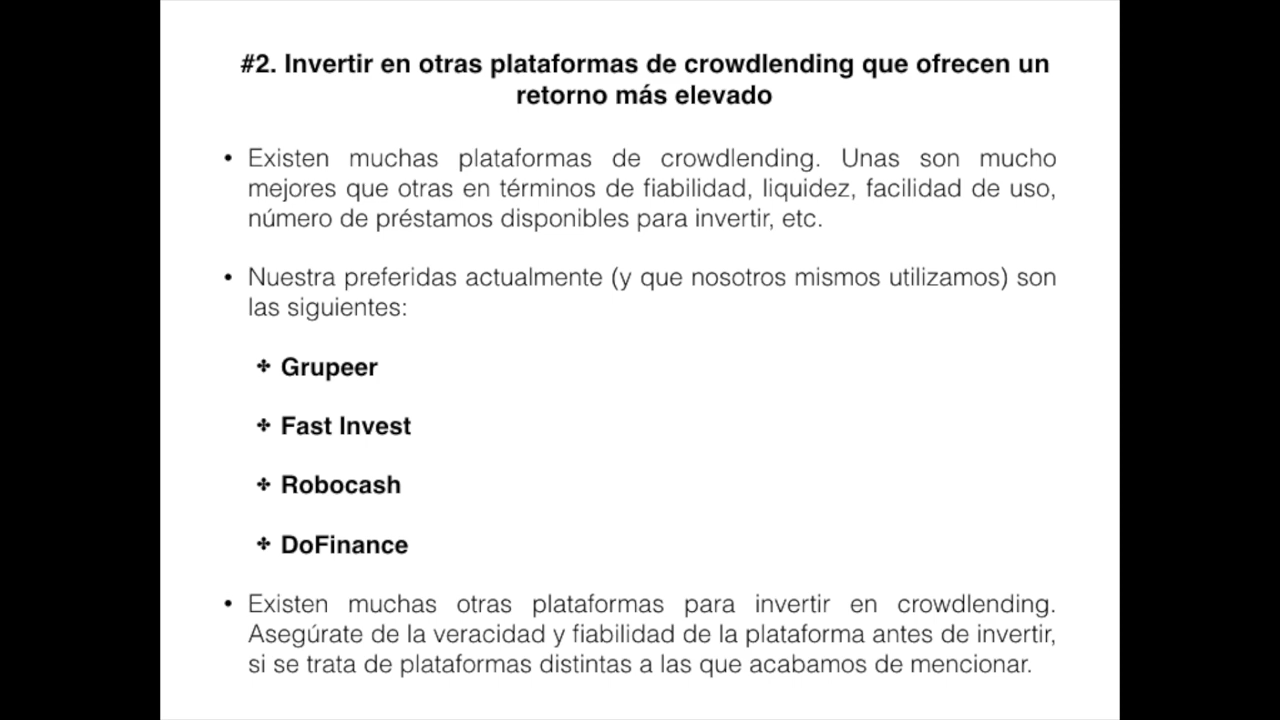 #2. Invertir en otras plataformas de crowdlending que ofrecen un
retorno más elevado
• Existen muchas plataformas de crowdlending. Unas son mucho
mejores que otras en términos de fiabilidad, liquidez, facilidad de uso,
número de préstamos disponibles para invertir, etc.
• Nuestra preferidas actualmente (y que nosotros mismos utilizamos) son
las siguientes:
✤ Grupeer
✤ Fast Invest
✤ Robocash
✤ DoFinance
• Existen muchas otras plataformas para invertir en crowdlending.
Asegúrate de la veracidad y fiabilidad de la plataforma antes de invertir,
si se trata de plataformas distintas a las que acabamos de mencionar.